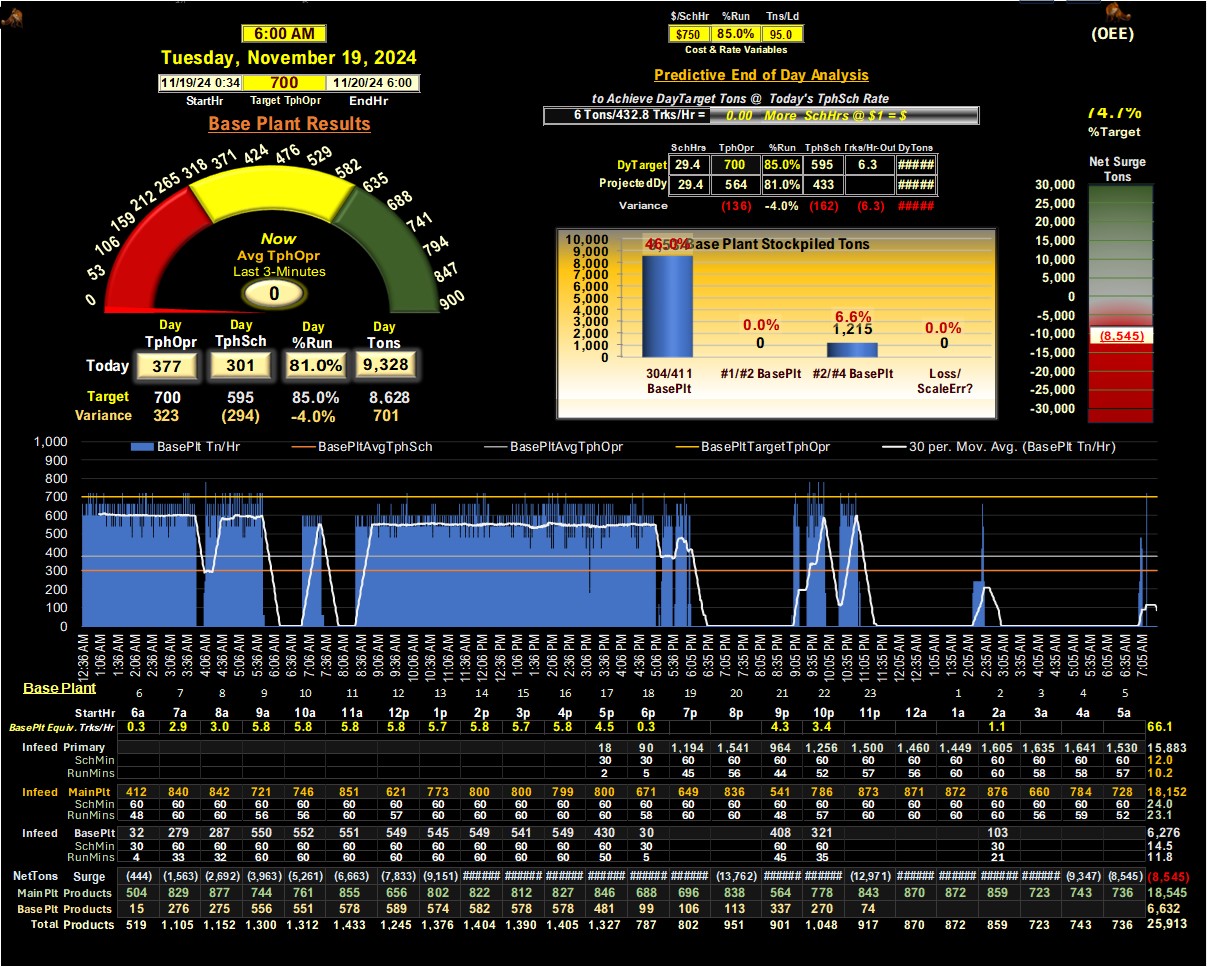 $/SchHr %Run Tns/Ld
$750 85.0% 95.0
Cost & Rate Variables
6:00 AM
Tuesday, November 19, 2024
11/19/24 0:34 700 11/20/24 6:00
StartHr Target TphOpr EndHr
Base Plant Results
(OEE)
Predictive End of Day Analysis
to Achieve DayTarget Tons @ Today's TphSch Rate
6 Tons/432.8 Trks/Hr = 0.00 More SchHrs @ $1 = $
74.7%
%Target
SchHrs TphOpr %Run TphSch Trks/Hr-Out DyTons
DyTarget 29.4 700 85.0% 595 6.3 #####
ProjectedDy 29.4 564 81.0% 433 #####
Variance (136) -4.0% (162) (6.3) #####
0 53 106 159 212 265 318 371 424 476 529 582 635 688 741 794 847 900
Now
Avg TphOpr
Last 3-Minutes
0
Day Day Day Day
TphOpr TphSch %Run Tons
Today 377 301 81.0% 9,328
Target 700 595 85.0% 8,628
Variance 323 (294) -4.0% 701
Base Plant Stockpiled Tons
10,000
9,000
8,000
7,000
6,000
5,000
4,000
3,000
2,000
1,000
0
46.0%
0.0%
0
6.6%
1,215
0.0%
0
304/411 BasePlt
#1/#2 BasePlt
#2/#4 BasePlt
Loss/ ScaleErr?
Net Surge
Tons
30,000
25,000
20,000
15,000
10,000
5,000
0
-5,000
-10,000
-15,000
-20,000
-25,000
-30,000
(8,545)
BasePlt Tn/Hr BasePltAvgTphSch BasePltAvgTphOpr BasePltTargetTphOpr 30 per. Mov. Avg. (BasePlt Tn/Hr)
1,000
900
800
700
600
500
400
300
200
100
0
12:36 AM 1:06 AM 1:36 AM 2:06 AM 2:36 AM 3:06 AM 3:36 AM 4:06 AM 4:36 AM 5:06 AM 5:36 AM 6:06 AM 6:36 AM 7:06 AM 7:36 AM 8:06 AM 8:36 AM 9:06 AM 9:36 AM 10:06 AM 10:36 AM 11:06 AM 11:36 AM 12:06 PM 12:36 PM 1:06 PM 1:36 PM 2:06 PM 2:36 PM 3:06 PM 3:36 PM 4:06 PM 4:36 PM 5:06 PM 5:36 PM 6:05 PM 6:35 PM 7:05 PM 7:35 PM 8:05 PM 8:35 PM 9:05 PM 9:35 PM 10:05 PM 10:35 PM 11:05 PM 11:35 PM 12:05 AM 12:35 AM 1:05 AM 1:35 AM 2:05 AM 2:35 AM 3:05 AM 3:35 AM 4:05 AM 4:35 AM 5:05 AM 5:35 AM 6:05 AM 6:35 AM 7:05 AM
Base Plant 6 7 8 9 10 11 12 13 14 15 16 17 18 19 20 21 22 23 1 2 3 4 5
StartHr 6a 7a 8a 9a 10a 11a 12p 1p 2p 3p 4p 5p 6p 7p 8p 9p 10p 11p 12a 1a 2a 3a 4a 5a
BasePlt Equiv. Trks/Hr 0.3 2.9 3.0 5.8 5.8 5.8 5.8 5.7 5.8 5.7 5.8 4.5 0.3 4.3 3.4 1.1 66.1
Infeed Primary 18 90 1,194 1,541 964 1,256 1,500 1,460 1,449 1,605 1,635 1,641 1,530 15,883
SchMin 30 30 60 60 60 60 60 60 60 60 60 60 60 12.0
RunMins 2 5 45 56 44 52 57 56 60 60 58 58 57 10.2
Infeed MainPlt 412 840 842 721 746 851 621 773 800 800 799 800 671 649 836 541 786 873 871 872 876 660 784 728 18,152
SchMin 60 60 60 60 60 60 60 60 60 60 60 60 60 60 60 60 60 60 60 60 60 60 60 60 24.0
RunMins 48 60 60 56 56 60 57 60 60 60 60 60 58 60 60 48 57 60 60 60 60 56 59 52 23.1
Infeed BasePlt 32 279 287 550 552 551 549 545 549 541 549 430 30 408 321 103 6,276
SchMin 30 60 60 60 60 60 60 60 60 60 60 60 30 60 60 30 14.5
RunMins 4 33 32 60 60 60 60 60 60 60 60 50 5 45 35 21 11.8
NetTons Surge (444) (1,563) (2,692) (3,963) (5,261) (6,663) (7,833) (9,151) ###### ###### ###### ###### ###### ###### (13,762) ###### ###### (12,971) ###### ###### ###### ###### (9,347) (8,545) (8,545)
MainPlt Products 504 829 877 744 761 855 656 802 822 812 827 846 688 696 838 564 778 843 870 872 859 723 743 736 18,545
BasePlt Products 15 276 275 556 551 578 589 574 582 578 578 481 99 106 113 337 270 74 6,632
Total Products 519 1,105 1,152 1,300 1,312 1,433 1,245 1,376 1,404 1,390 1,405 1,327 787 802 951 901 1,048 917 870 872 859 723 743 736 25,913